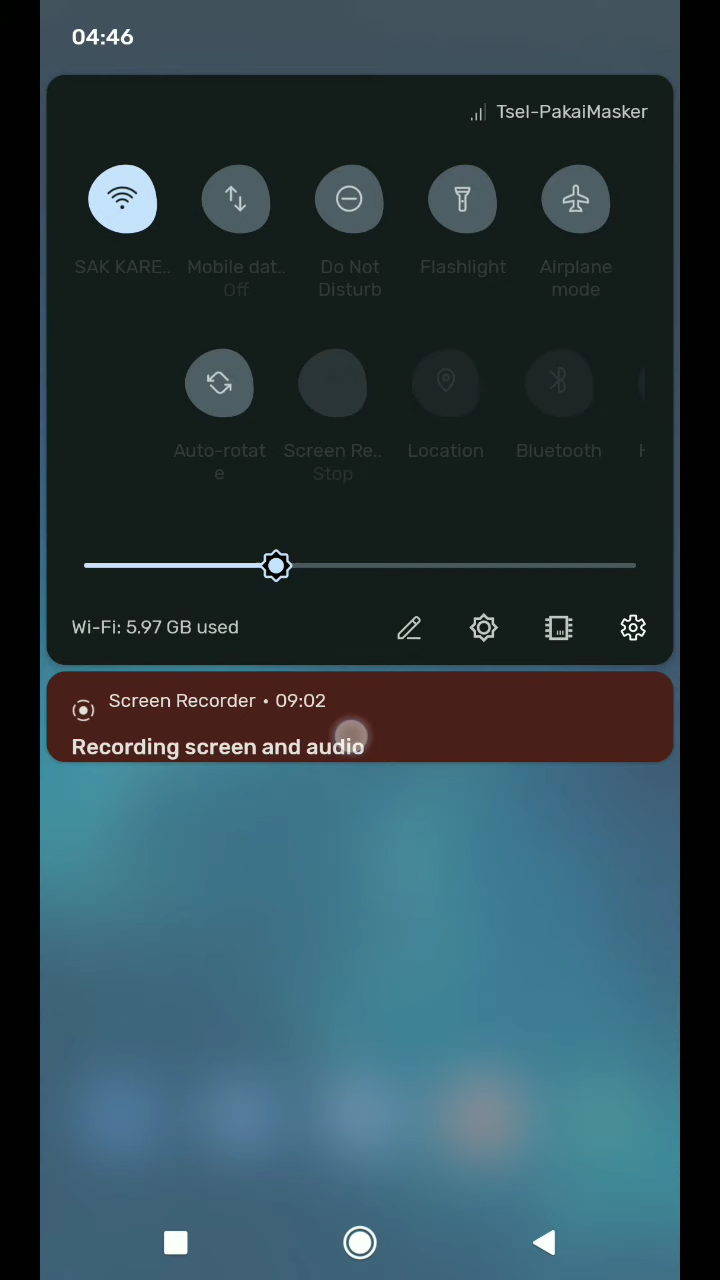 04:46
Tsel-PakaiMasker
SAK KARE..
Mobile dat..
Off
Do Not
Disturb
Flashlight
Airplane
mode
Auto-rotat
e
Screen Re..
Stop
Location
Bluetooth
Wi-Fi: 5.97 GB used
Screen Recorder • 09:02
Recording screen and audio